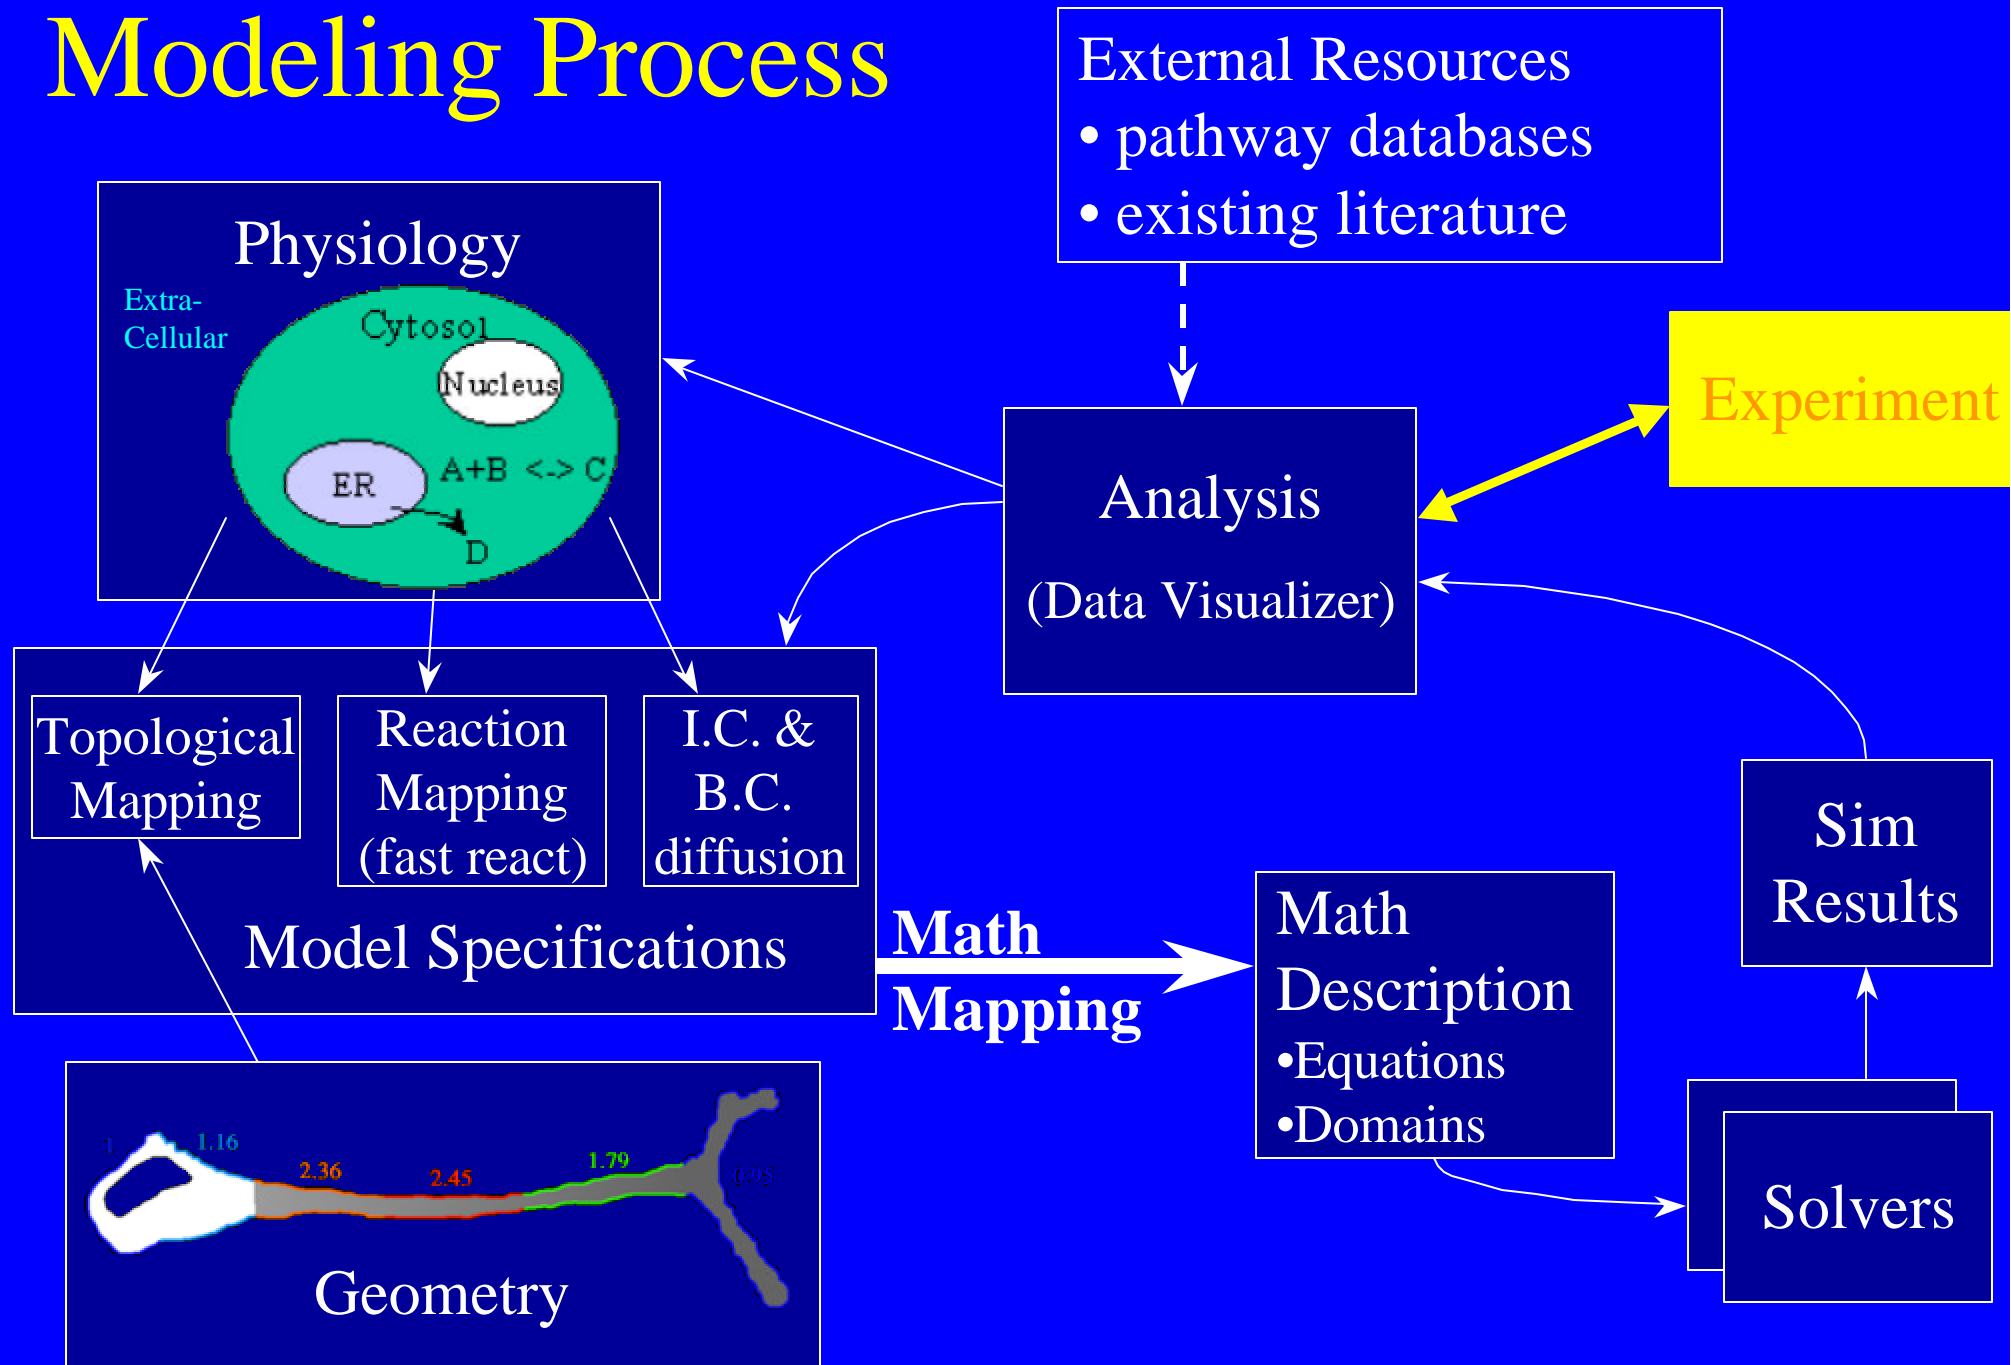 Modeling Process
External Resources
• pathway databases
• existing literature
Physiology
Extra-
Cellular
Cytosol
Nucleus
ER
A+B <-> C
D
Experiment
Analysis
(Data Visualizer)
Topological
Mapping
Reaction
Mapping
(fast react)
I.C. &
B.C.
diffusion
Model Specifications
Math
Mapping
Math
Description
•Equations
•Domains
Sim
Results
Solvers
1
1.16
2.36
2.45
1.79
Geometry